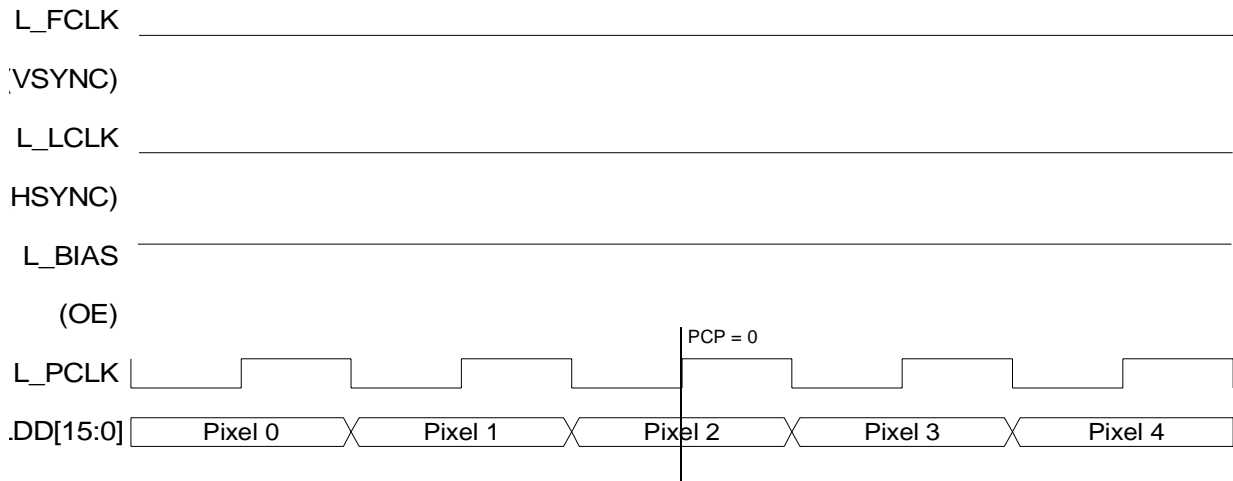 L_FCLK
(VSYNC)
L_LCLK
HSYNC)
L_BIAS
(OE)
PCP = 0
L_PCLK
LDD[15:0] Pixel 0 Pixel 1 Pixel 2 Pixel 3 Pixel 4